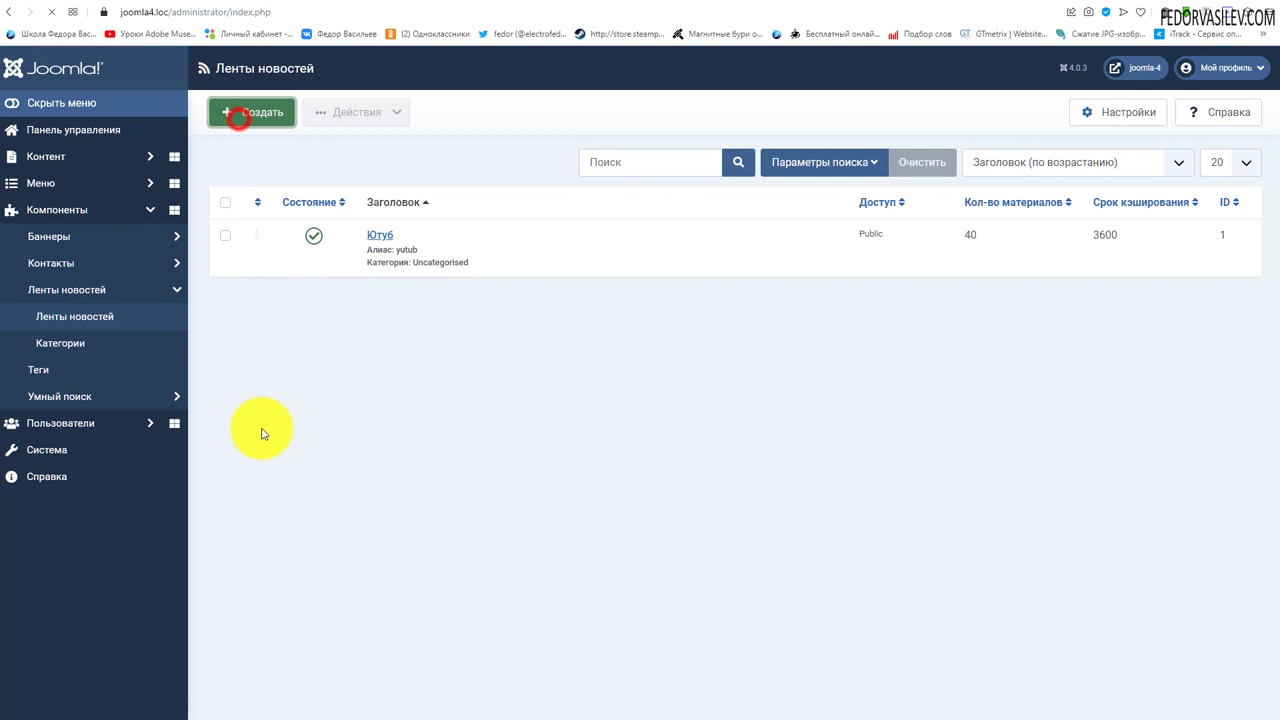 joomla4.loc/administrator/index.php
FEDORVASILEV.COM
Школа Федора Вас...
Уроки Adobe Muse...
Личный кабинет -...
Федор Васильев
(2) Одноклассники
fedor (@electrofed...
http://store.steamp...
Магнитные бури о...
Бесплатный онлай...
Подбор слов
GTmetrix | Website...
Сжатие JPG-изобр...
iTrack - Сервис оп...
Joomla!
Ленты новостей
4.0.3
joomla-4
Мой профиль
Скрыть меню
Панель управления
Контент
Меню
Компоненты
Баннеры
Контакты
Ленты новостей
Ленты новостей
Категории
Теги
Умный поиск
Пользователи
Система
Справка
+ Создать
Действия
Настройки
? Справка
Поиск
Параметры поиска
Очистить
Заголовок (по возрастанию)
20
Состояние
Заголовок
Доступ
Кол-во материалов
Срок кэширования
ID
Ютуб
Алиас: yutub
Категория: Uncategorised
Public
40
3600
1